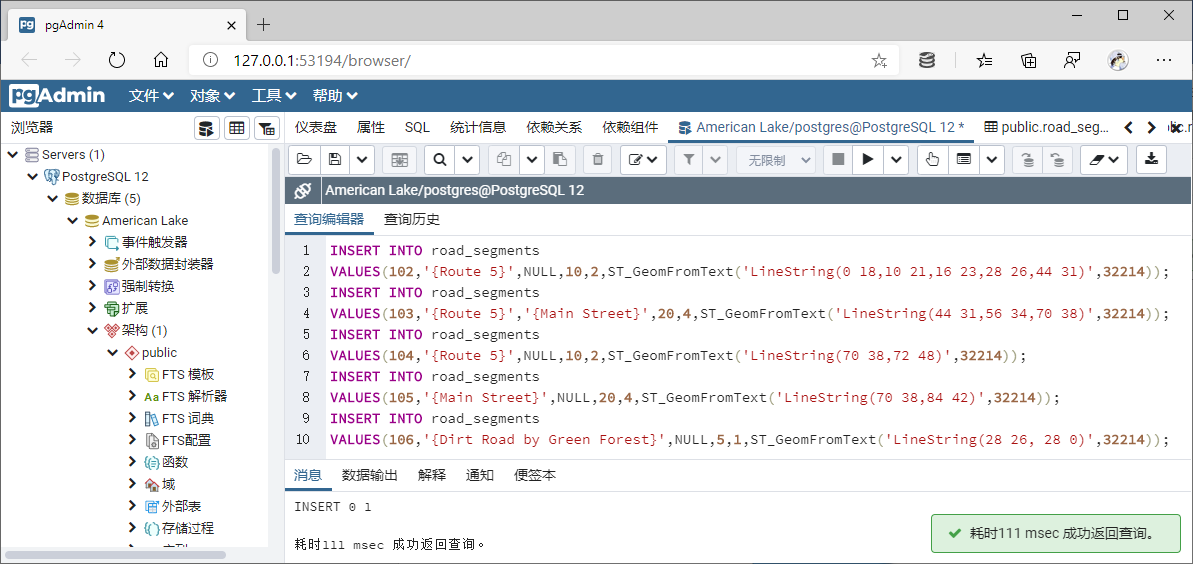 pgAdmin 4
127.0.0.1:53194/browser/
pgAdmin 文件 对象 工具 帮助
浏览器
仪表盘 属性 SQL 统计信息 依赖关系 依赖组件 American Lake/postgres@PostgreSQL 12 * public.road_seg...
Servers (1)
PostgreSQL 12
数据库 (5)
American Lake
事件触发器
外部数据封装器
强制转换
扩展
架构 (1)
public
FTS 模板
Aa FTS 解析器
FTS 词典
FTS配置
函数
域
外部表
存储过程
无限制
American Lake/postgres@PostgreSQL 12
查询编辑器 查询历史
1 INSERT INTO road_segments
2 VALUES(102,'{Route 5}',NULL,10,2,ST_GeomFromText('LineString(0 18,10 21,16 23,28 26,44 31)',32214));
3 INSERT INTO road_segments
4 VALUES(103,'{Route 5}','{Main Street}',20,4,ST_GeomFromText('LineString(44 31,56 34,70 38)',32214));
5 INSERT INTO road_segments
6 VALUES(104,'{Route 5}',NULL,10,2,ST_GeomFromText('LineString(70 38,72 48)',32214));
7 INSERT INTO road_segments
8 VALUES(105,'{Main Street}',NULL,20,4,ST_GeomFromText('LineString(70 38,84 42)',32214));
9 INSERT INTO road_segments
10 VALUES(106,'{Dirt Road by Green Forest}',NULL,5,1,ST_GeomFromText('LineString(28 26, 28 0)',32214));
消息 数据输出 解释 通知 便签本
INSERT 0 1
耗时111 msec 成功返回查询。
耗时111 msec 成功返回查询。